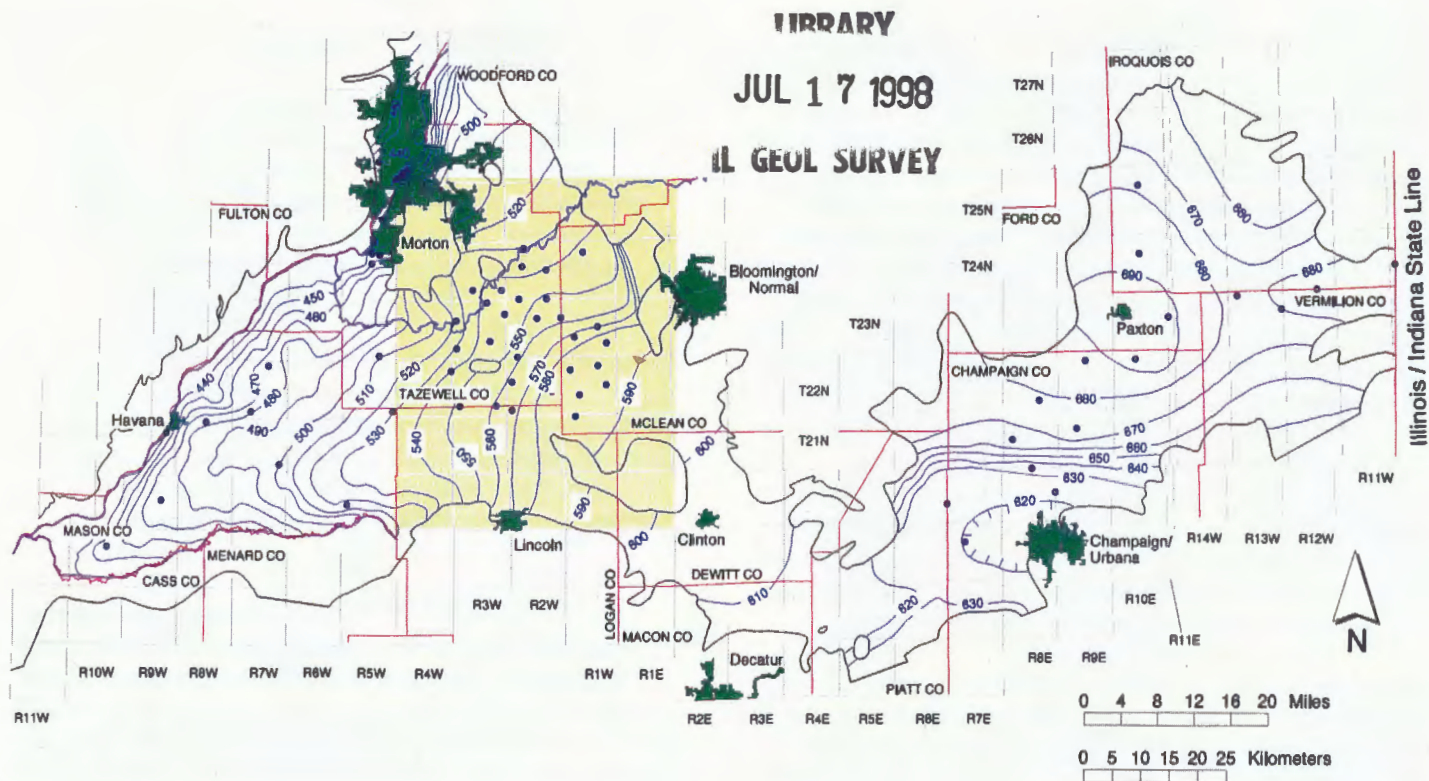 LIBRARY
JUL 1 7 1998
IL GEOL SURVEY
WOODFORD CO
500
520
FULTON CO
Morton
450
460
440
470
480
490
500
510
520
530
Havana
TAZEWELL CO
540
550
560
550
570
580
590
590
600
600
MCLEAN CO
Bloomington/
Normal
Lincoln
Clinton
MASON CO
MENARD CO
CASS CO
LOGAN CO
DEWITT CO
MACON CO
610
Decatur
PIATT CO
620
630
IROQUOIS CO
T27N
T26N
T25N
T24N
T23N
T22N
T21N
FORD CO
670
680
680
690
680
Paxton
VERMILION CO
CHAMPAIGN CO
680
670
660
650
640
630
620
Champaign/
Urbana
Illinois / Indiana State Line
R11W
R14W
R13W
R12W
R10E
R11E
R8E
R9E
N
R3W
R2W
R10W
R9W
R8W
R7W
R6W
R5W
R4W
R1W
R1E
R11W
R2E
R3E
R4E
R5E
R6E
R7E
0 4 8 12 16 20 Miles
0 5 10 15 20 25 Kilometers